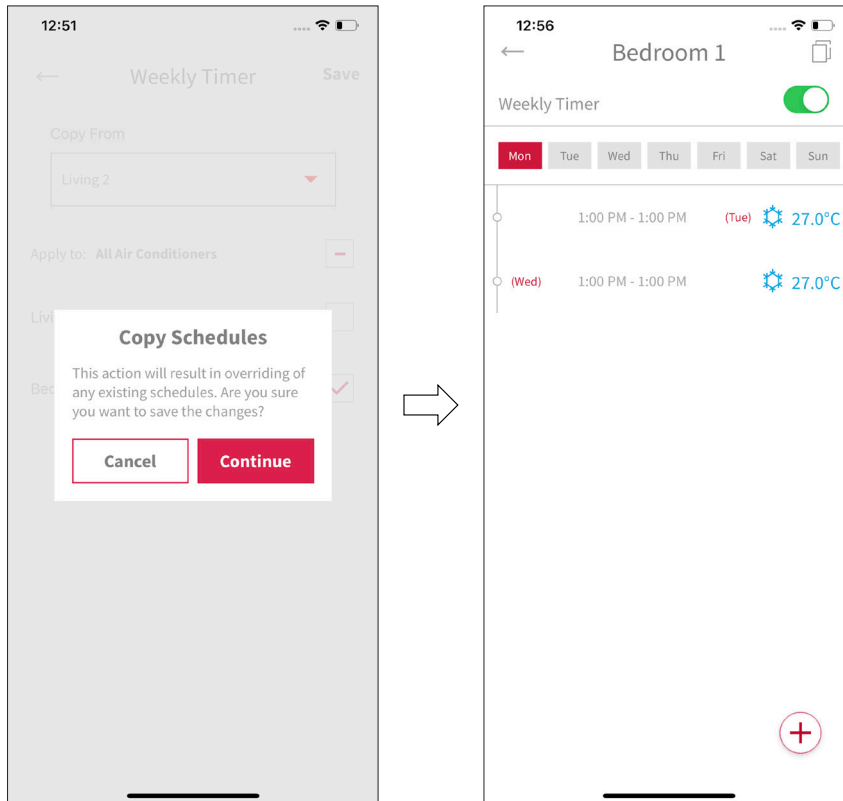 12:51
Weekly Timer Save
Copy From
Living 2
Apply to: All Air Conditioners
Livi
Bec
Copy Schedules
This action will result in overriding of
any existing schedules. Are you sure
you want to save the changes?
Cancel Continue
12:56
Bedroom 1
Weekly Timer
Mon Tue Wed Thu Fri Sat Sun
1:00 PM - 1:00 PM (Tue) 27.0°C
(Wed) 1:00 PM - 1:00 PM 27.0°C